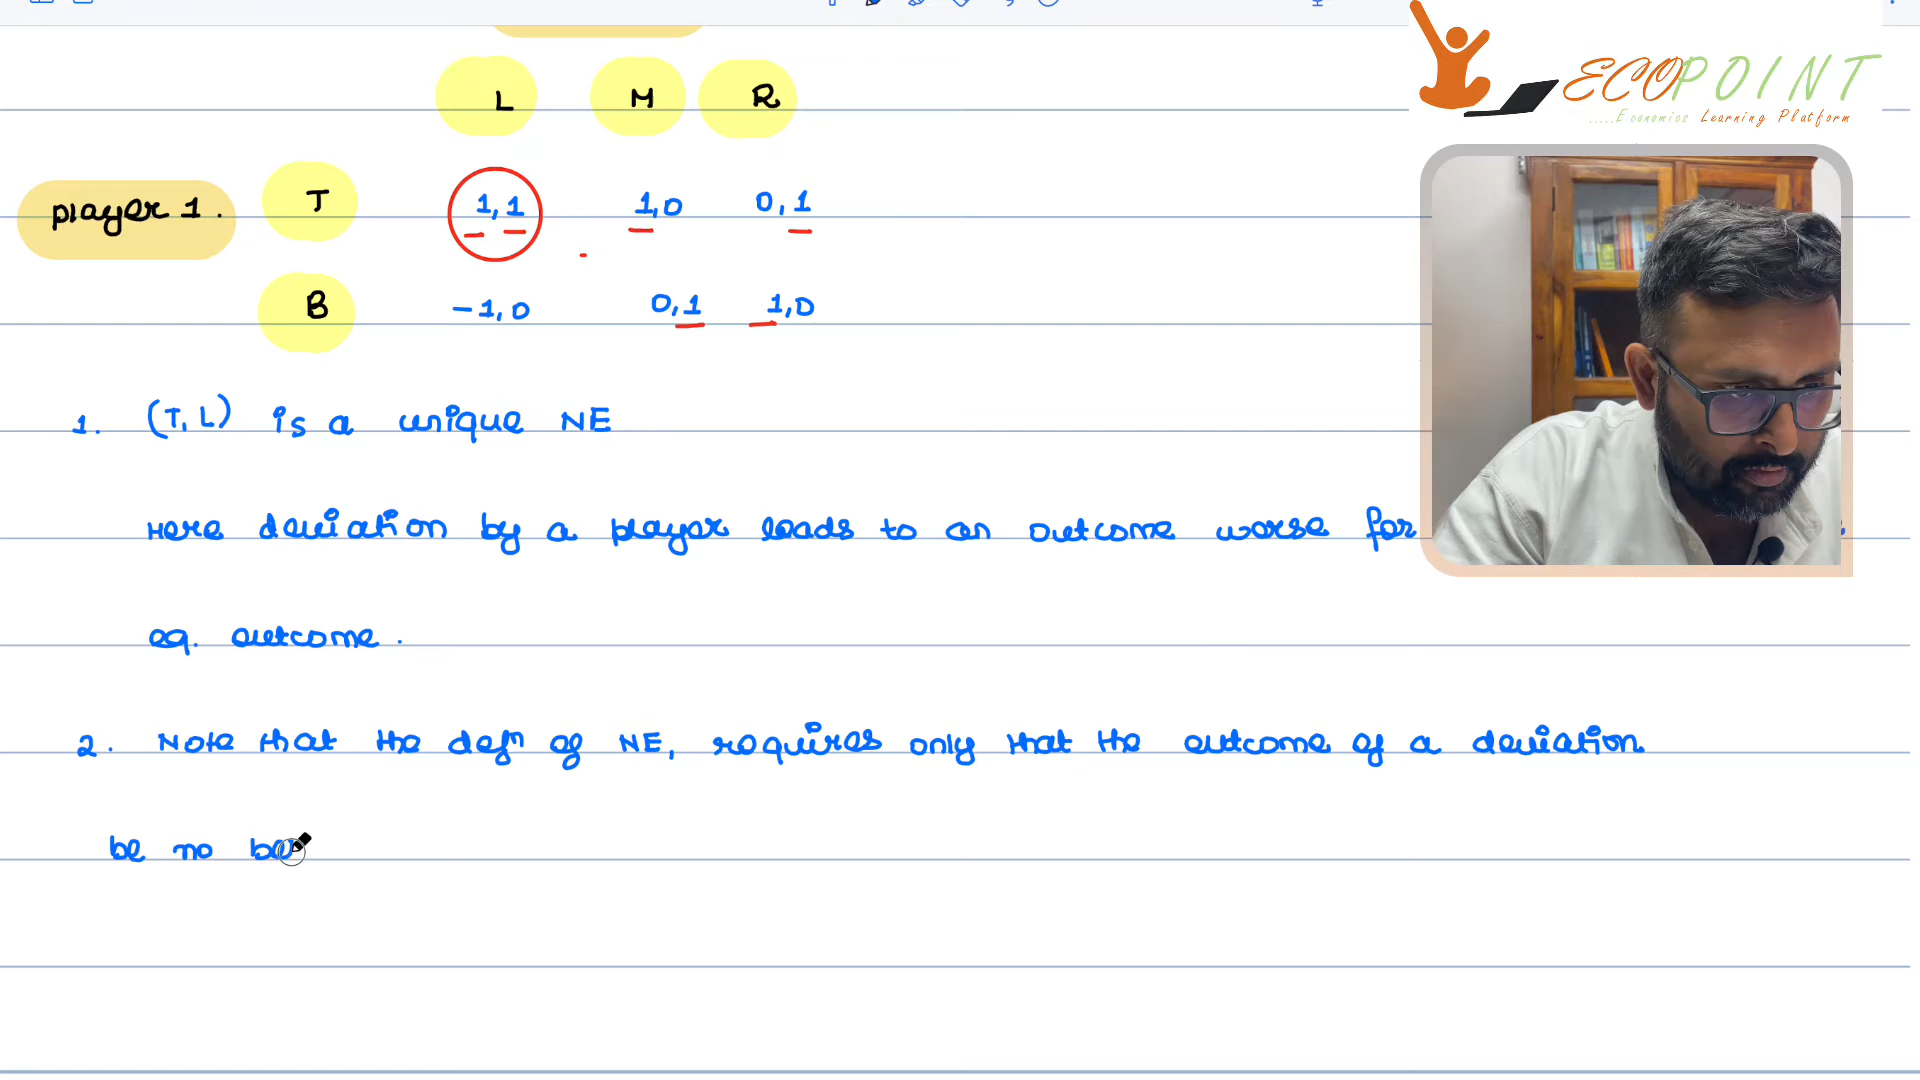 ECOPOINT
.....Economics Learning Platform
L M R
player 1. T 1,1 1,0 0,1
B -1,0 0,1 1,0
1. (T, L) is a unique NE
Here deviation by a player leads to an outcome worse for
eq. outcome.
2. Note that the defn of NE, requires only that the outcome of a deviation
be no be